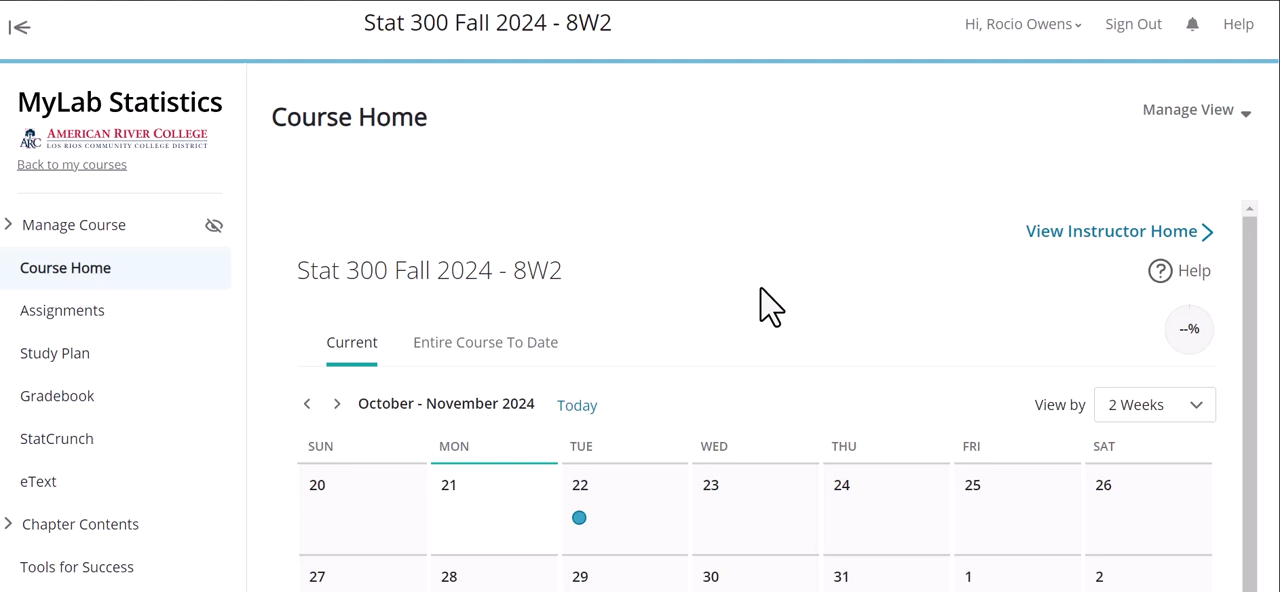 Stat 300 Fall 2024 - 8W2
Hi, Rocio Owens
Sign Out
Help
MyLab Statistics
ARC AMERICAN RIVER COLLEGE
LOS RIOS COMMUNITY COLLEGE DISTRICT
Back to my courses
Manage Course
Course Home
Assignments
Study Plan
Gradebook
StatCrunch
eText
Chapter Contents
Tools for Success
Course Home
Manage View
View Instructor Home
Stat 300 Fall 2024 - 8W2
? Help
--%
Current
Entire Course To Date
October - November 2024
Today
View by
2 Weeks
SUN MON TUE WED THU FRI SAT
20 21 22 23 24 25 26
27 28 29 30 31 1 2